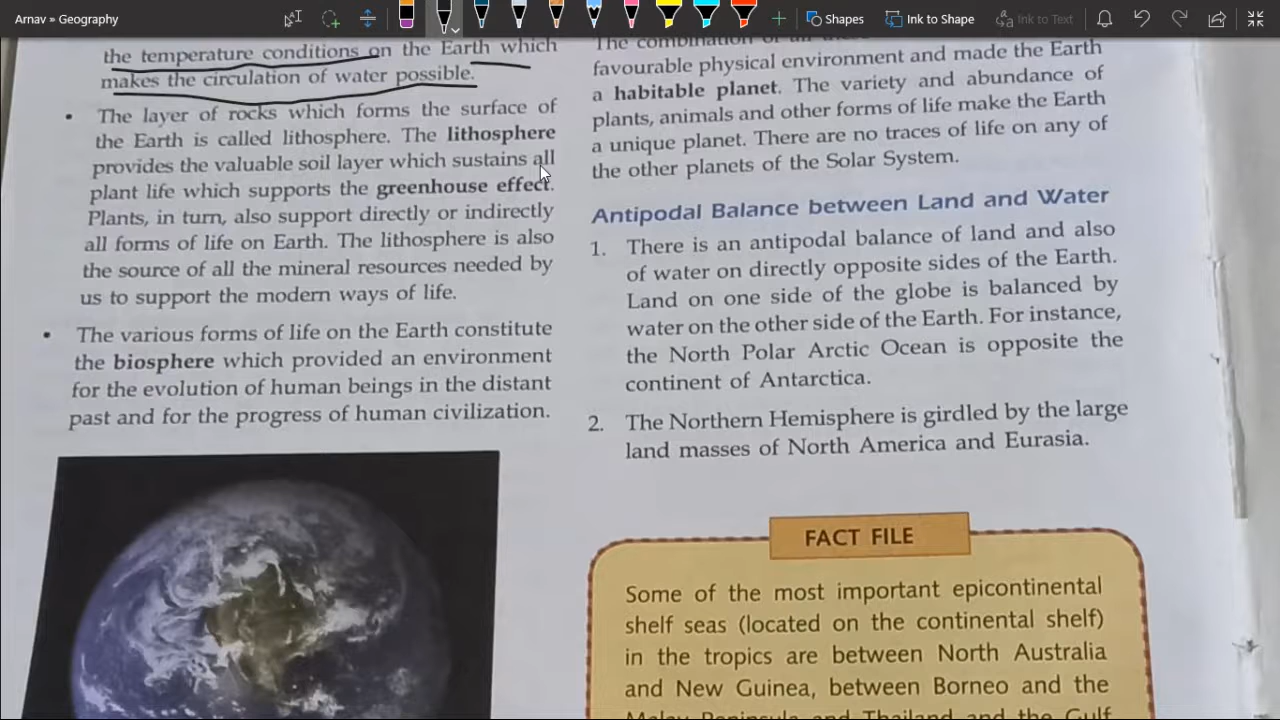 Arnav » Geography
Shapes
Ink to Shape
Ink to Text
the temperature conditions on the Earth which
makes the circulation of water possible.
• The layer of rocks which forms the surface of
the Earth is called lithosphere. The lithosphere
provides the valuable soil layer which sustains all
plant life which supports the greenhouse effect.
Plants, in turn, also support directly or indirectly
all forms of life on Earth. The lithosphere is also
the source of all the mineral resources needed by
us to support the modern ways of life.
• The various forms of life on the Earth constitute
the biosphere which provided an environment
for the evolution of human beings in the distant
past and for the progress of human civilization.
The combination of all
favourable physical environment and made the Earth
a habitable planet. The variety and abundance of
plants, animals and other forms of life make the Earth
a unique planet. There are no traces of life on any of
the other planets of the Solar System.
Antipodal Balance between Land and Water
1. There is an antipodal balance of land and also
of water on directly opposite sides of the Earth.
Land on one side of the globe is balanced by
water on the other side of the Earth. For instance,
the North Polar Arctic Ocean is opposite the
continent of Antarctica.
2. The Northern Hemisphere is girdled by the large
land masses of North America and Eurasia.
FACT FILE
Some of the most important epicontinental
shelf seas (located on the continental shelf)
in the tropics are between North Australia
and New Guinea, between Borneo and the
Malay Peninsula and Thailand and the Gulf